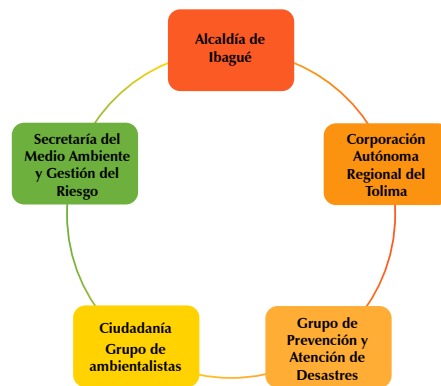 Alcaldía de
Ibagué
Corporación
Autónoma
Regional del
Tolima
Grupo de
Prevención y
Atención de
Desastres
Ciudadanía
Grupo de
ambientalistas
Secretaría del
Medio Ambiente
y Gestión del
Riesgo